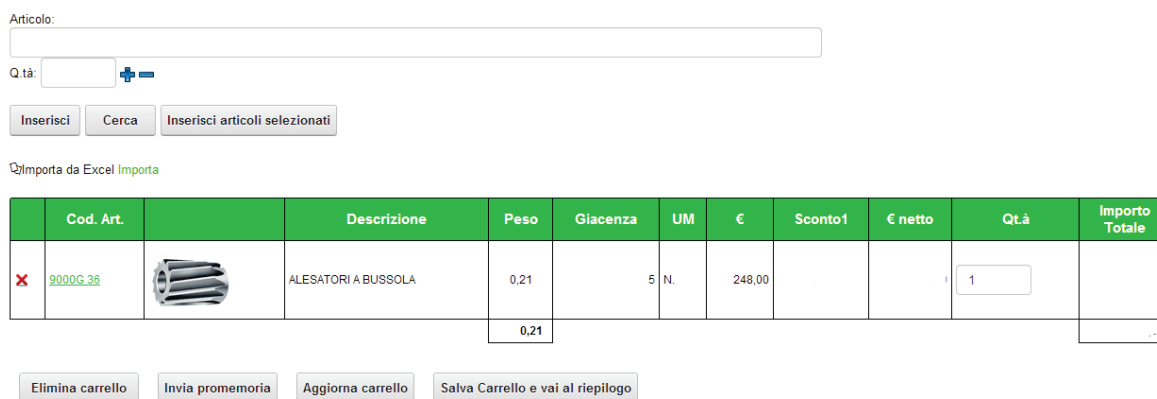 Articolo:
Q.tà:
Inserisci Cerca Inserisci articoli selezionati
Importa da Excel Importa
Cod. Art. Descrizione Peso Giacenza UM € Sconto1 € netto Qt.à Importo Totale
9000G 36 ALESATORI A BUSSOLA 0,21 5 N. 248,00 1
0,21
Elimina carrello Invia promemoria Aggiorna carrello Salva Carrello e vai al riepilogo